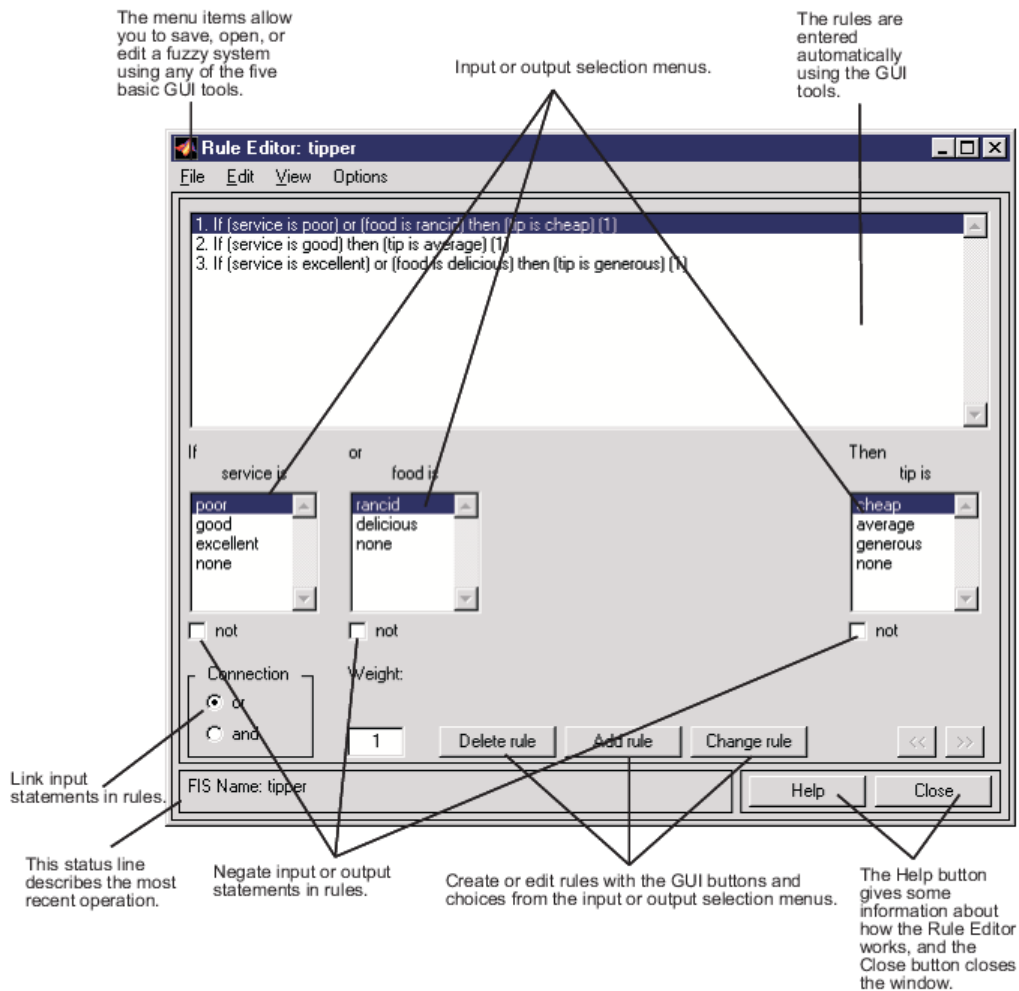 The menu items allow
you to save, open, or
edit a fuzzy system
using any of the five
basic GUI tools.
Input or output selection menus.
The rules are
entered
automatically
using the GUI
tools.
Rule Editor: tipper
File Edit View Options
1. If (service is poor) or (food is rancid) then (tip is cheap) (1)
2. If (service is good) then (tip is average) (1)
3. If (service is excellent) or (food is delicious) then (tip is generous) (1)
If
service is
or
food is
Then
tip is
poor
good
excellent
none
rancid
delicious
none
cheap
average
generous
none
not
not
not
Connection
or
and
Weight:
1
Delete rule
Add rule
Change rule
<<
>>
FIS Name: tipper
Help
Close
Link input
statements in rules.
This status line
describes the most
recent operation.
Negate input or output
statements in rules.
Create or edit rules with the GUI buttons and
choices from the input or output selection menus.
The Help button
gives some
information about
how the Rule Editor
works, and the
Close button closes
the window.